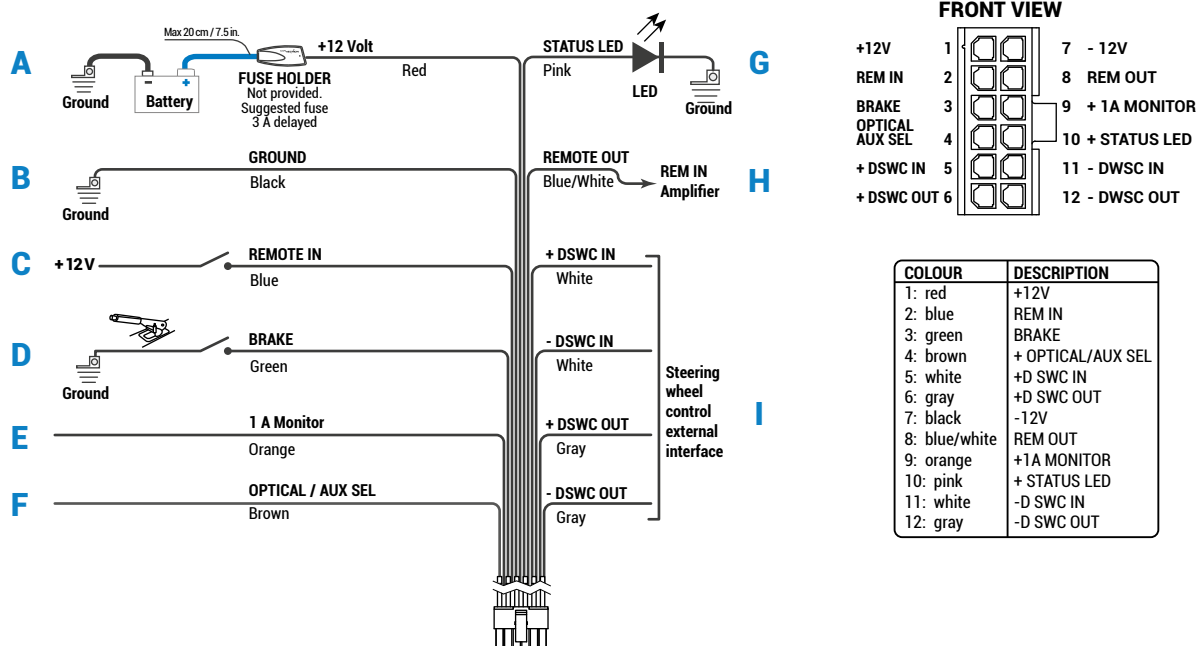 A
Max 20 cm / 7.5 in.
+12 Volt
Red
Ground
-
+
Battery
FUSE HOLDER
Not provided.
Suggested fuse
3 A delayed
STATUS LED
Pink
LED
Ground
G
B
GROUND
Black
Ground
REMOTE OUT
Blue/White
REM IN
Amplifier
H
C
+12V
REMOTE IN
Blue
+ DSWC IN
White
D
BRAKE
Green
Ground
- DSWC IN
White
E
1 A Monitor
Orange
+ DSWC OUT
Gray
F
OPTICAL / AUX SEL
Brown
- DSWC OUT
Gray
Steering
wheel
control
external
interface
I
FRONT VIEW
+12V 1
REM IN 2
BRAKE 3
OPTICAL
AUX SEL 4
+ DSWC IN 5
+ DSWC OUT 6
7 - 12V
8 REM OUT
9 + 1A MONITOR
10 + STATUS LED
11 - DWSC IN
12 - DWSC OUT
COLOUR DESCRIPTION
1: red +12V
2: blue REM IN
3: green BRAKE
4: brown + OPTICAL/AUX SEL
5: white +D SWC IN
6: gray +D SWC OUT
7: black -12V
8: blue/white REM OUT
9: orange +1A MONITOR
10: pink + STATUS LED
11: white -D SWC IN
12: gray -D SWC OUT